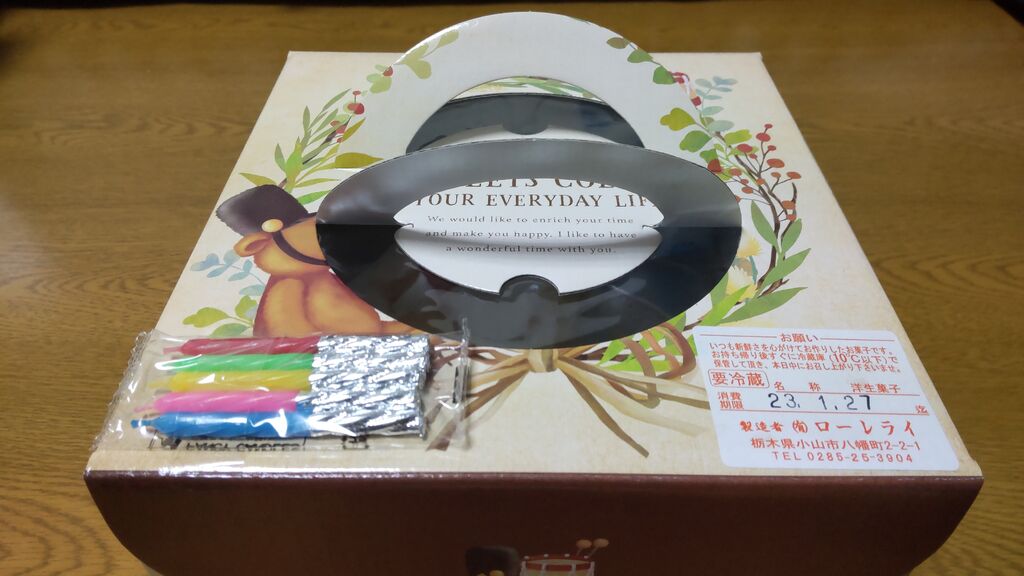 YOUR EVERYDAY LIF
We would like to enrich your time
and make you happy. I like to have
a wonderful time with you.
お願い
いつも新鮮さを心がけてお作りしたお菓子です。
お持ち帰り後すぐに冷蔵庫(10℃以下)で
保管して頂き、本日中にお召し上がり下さいませ。
要冷蔵 名 称 洋生菓子
消費期限 23. 1.27 迄
製造者 ㈲ ローレライ
栃木県小山市八幡町2-2-1
TEL 0285-25-3904